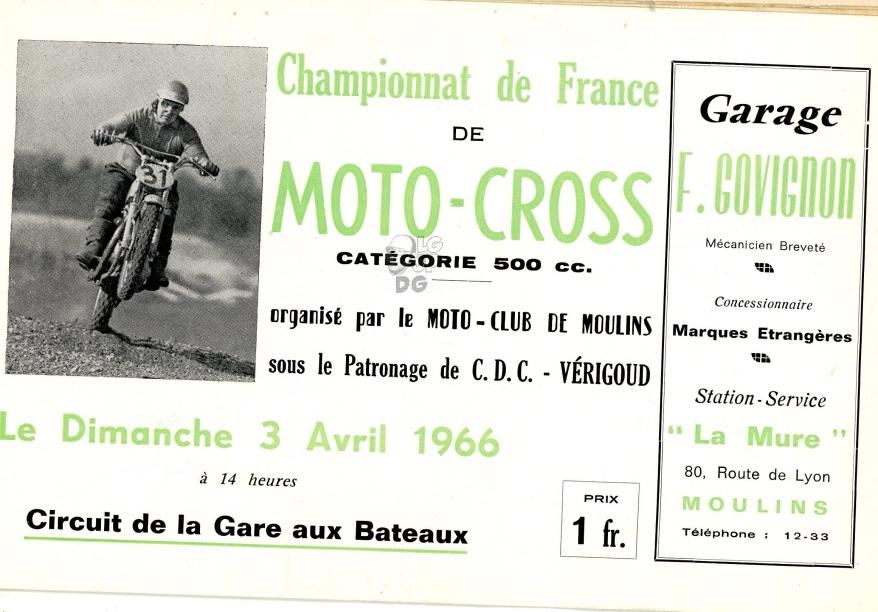 Championnat de France
DE
MOTO-CROSS
CATÉGORIE 500 cc.
organisé par le MOTO-CLUB DE MOULINS
sous le Patronage de C.D.C. - VÉRIGOUD
Le Dimanche 3 Avril 1966
à 14 heures
Circuit de la Gare aux Bateaux
PRIX
1 fr.
31
Garage
F. GOVIGNON
Mécanicien Breveté
Concessionnaire
Marques Etrangères
Station-Service
" La Mure "
80, Route de Lyon
MOULINS
Téléphone : 12-33
LG
DG